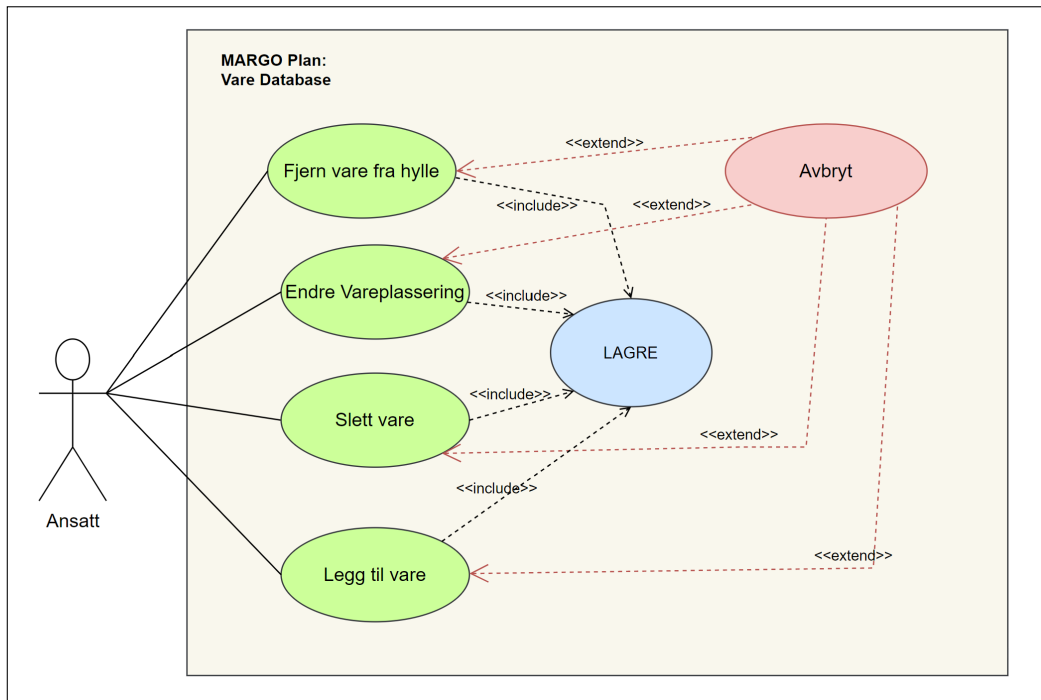 MARGO Plan:
Vare Database
<<extend>>
Fjern vare fra hylle
Avbryt
<<include>>
<<extend>>
Endre Vareplassering
<<include>>
LAGRE
<<include>>
Slett vare
<<extend>>
<<include>>
Ansatt
<<extend>>
Legg til vare